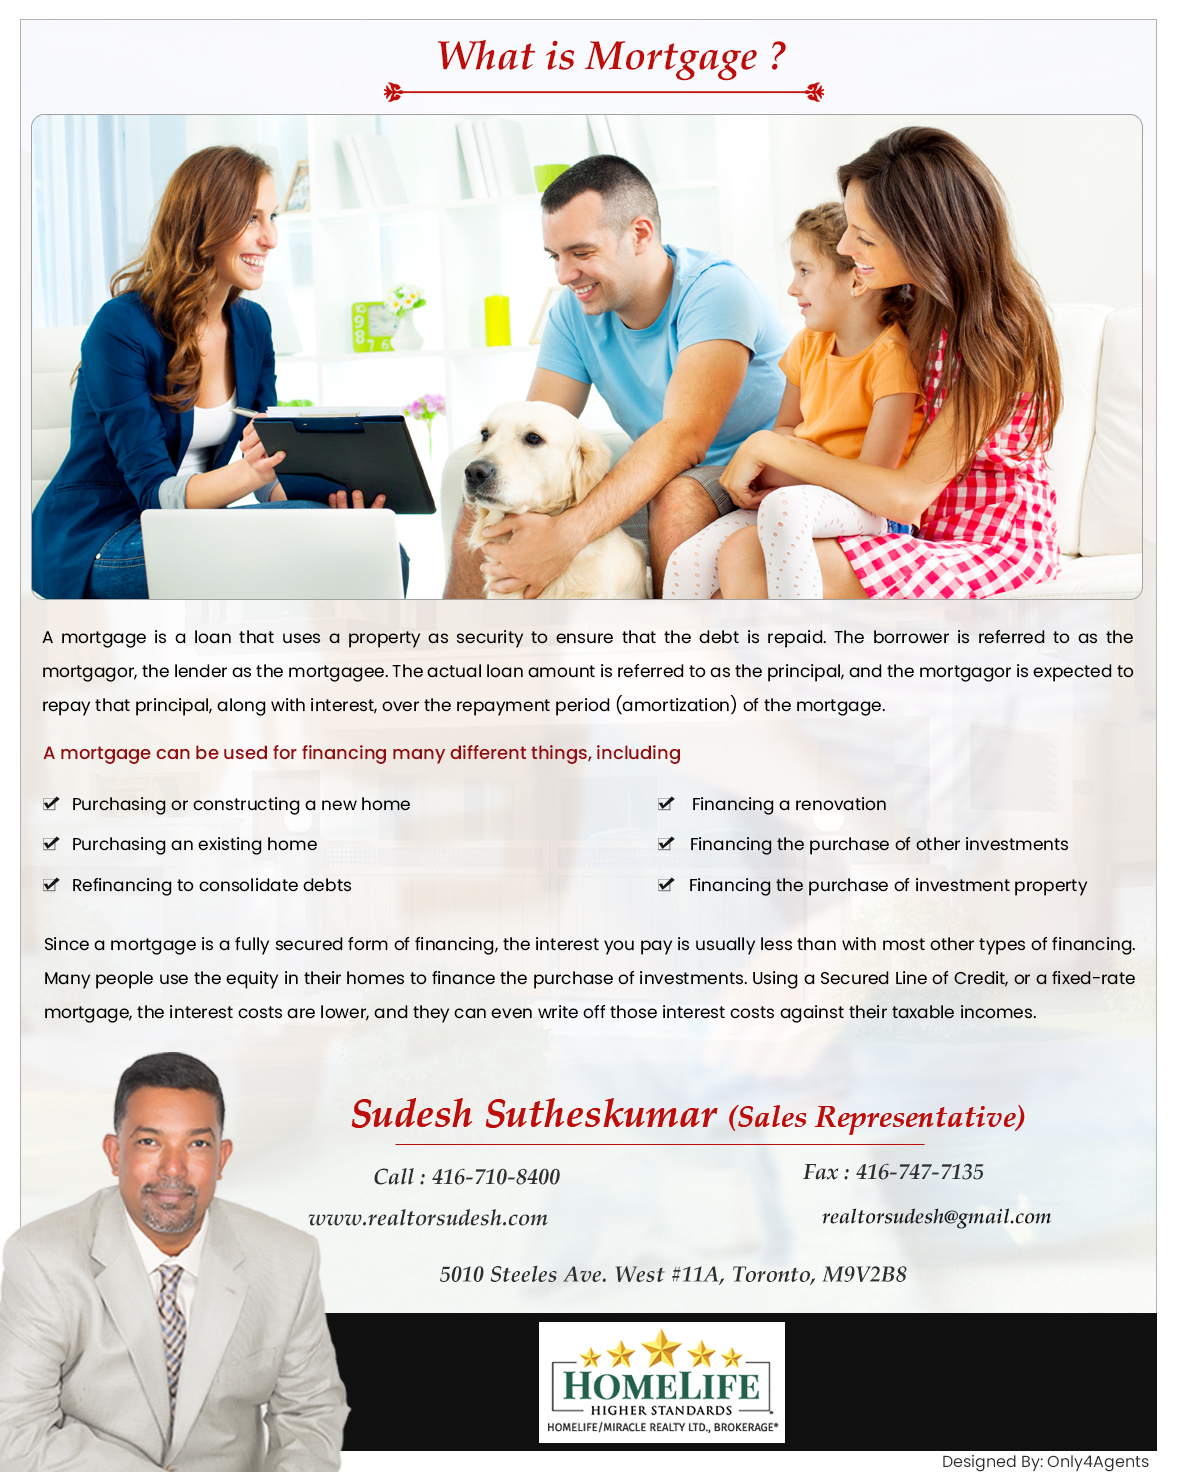 What is Mortgage ?
A mortgage is a loan that uses a property as security to ensure that the debt is repaid. The borrower is referred to as the
mortgagor, the lender as the mortgagee. The actual loan amount is referred to as the principal, and the mortgagor is expected to
repay that principal, along with interest, over the repayment period (amortization) of the mortgage.
A mortgage can be used for financing many different things, including
Purchasing or constructing a new home
Purchasing an existing home
Refinancing to consolidate debts
Financing a renovation
Financing the purchase of other investments
Financing the purchase of investment property
Since a mortgage is a fully secured form of financing, the interest you pay is usually less than with most other types of financing.
Many people use the equity in their homes to finance the purchase of investments. Using a Secured Line of Credit, or a fixed-rate
mortgage, the interest costs are lower, and they can even write off those interest costs against their taxable incomes.
Sudesh Sutheskumar (Sales Representative)
Call : 416-710-8400
Fax : 416-747-7135
www.realtorsudesh.com
realtorsudesh@gmail.com
5010 Steeles Ave. West #11A, Toronto, M9V2B8
HOMELIFE
HIGHER STANDARDS
HOMELIFE/MIRACLE REALTY LTD., BROKERAGE*
Designed By: Only4Agents